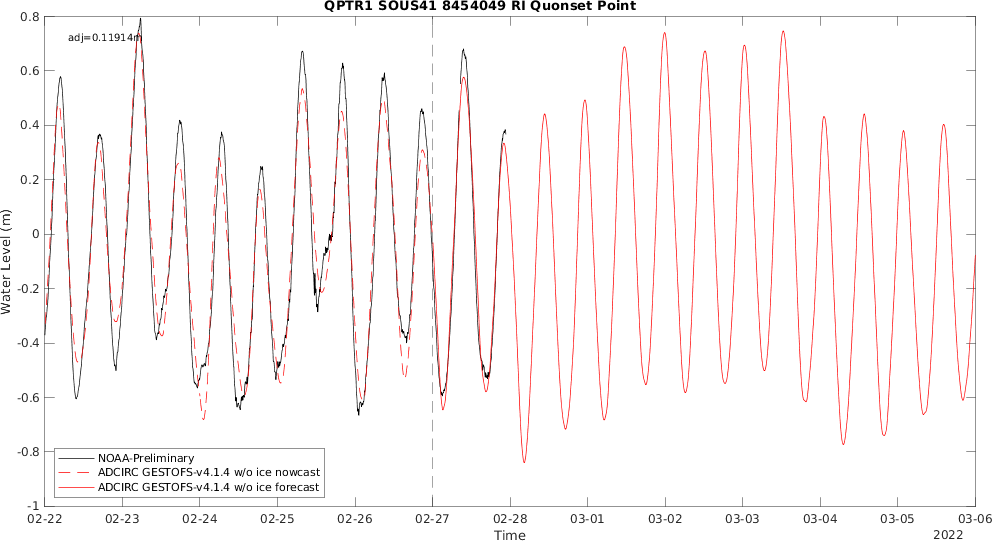 QPTR1 SOUS41 8454049 RI Quonset Point
adj=0.11914m
0.8
0.6
0.4
0.2
0
-0.2
-0.4
-0.6
-0.8
-1
Water Level (m)
NOAA-Preliminary
ADCIRC GESTOFS-v4.1.4 w/o ice nowcast
ADCIRC GESTOFS-v4.1.4 w/o ice forecast
02-22 02-23 02-24 02-25 02-26 02-27 02-28 03-01 03-02 03-03 03-04 03-05 03-06
Time
2022